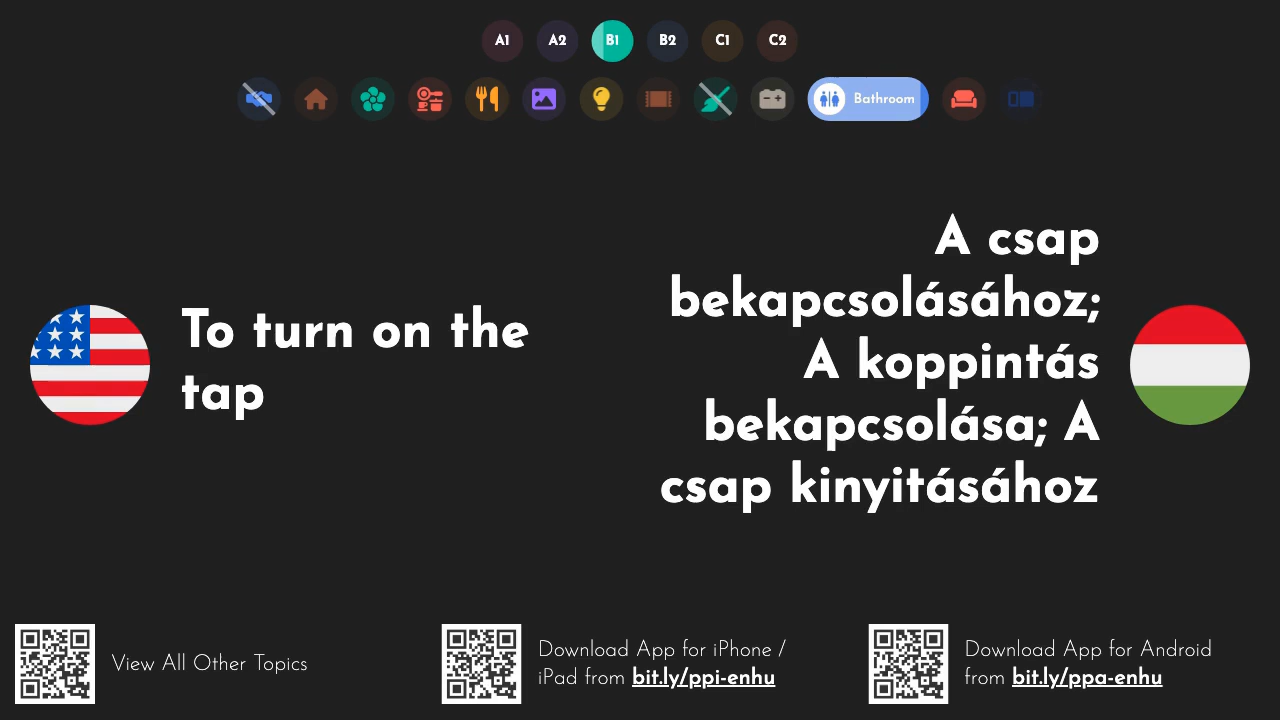 A1 A2 B1 B2 C1 C2
Bathroom
To turn on the
tap
A csap
bekapcsolásához;
A koppintás
bekapcsolása; A
csap kinyitásához
View All Other Topics
Download App for iPhone /
iPad from bit.ly/ppi-enhu
Download App for Android
from bit.ly/ppa-enhu